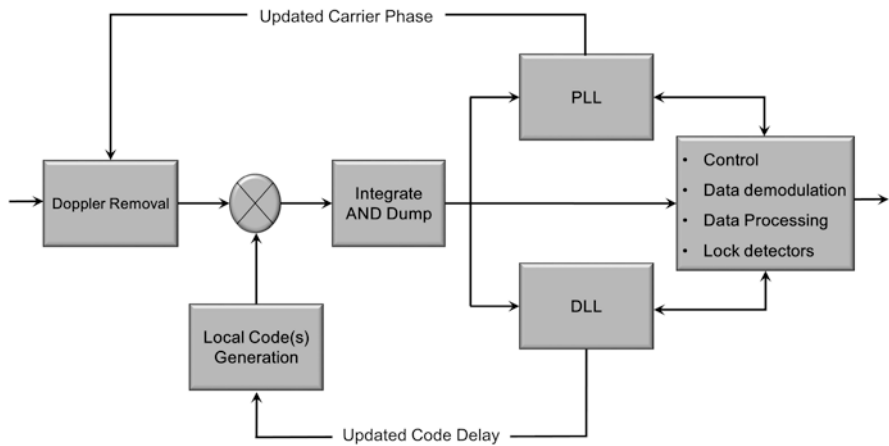 Updated Carrier Phase
PLL
Doppler Removal
Integrate
AND Dump
• Control
• Data demodulation
• Data Processing
• Lock detectors
DLL
Local Code(s)
Generation
Updated Code Delay